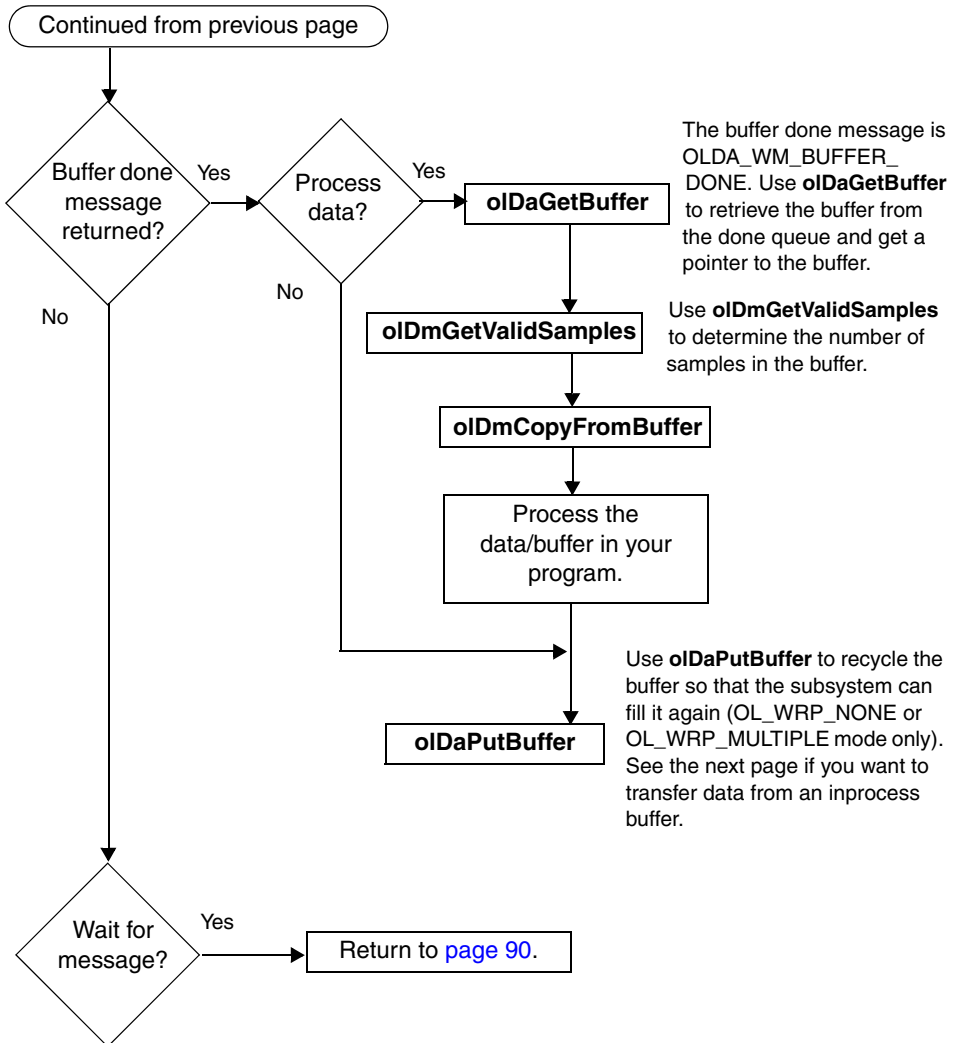 Continued from previous page
Buffer done
message
returned?
Yes
No
Process
data?
Yes
No
olDaGetBuffer
The buffer done message is
OLDA_WM_BUFFER_
DONE. Use olDaGetBuffer
to retrieve the buffer from
the done queue and get a
pointer to the buffer.
olDmGetValidSamples
Use olDmGetValidSamples
to determine the number of
samples in the buffer.
olDmCopyFromBuffer
Process the
data/buffer in your
program.
olDaPutBuffer
Use olDaPutBuffer to recycle the
buffer so that the subsystem can
fill it again (OL_WRP_NONE or
OL_WRP_MULTIPLE mode only).
See the next page if you want to
transfer data from an inprocess
buffer.
Wait for
message?
Yes
Return to page 90.